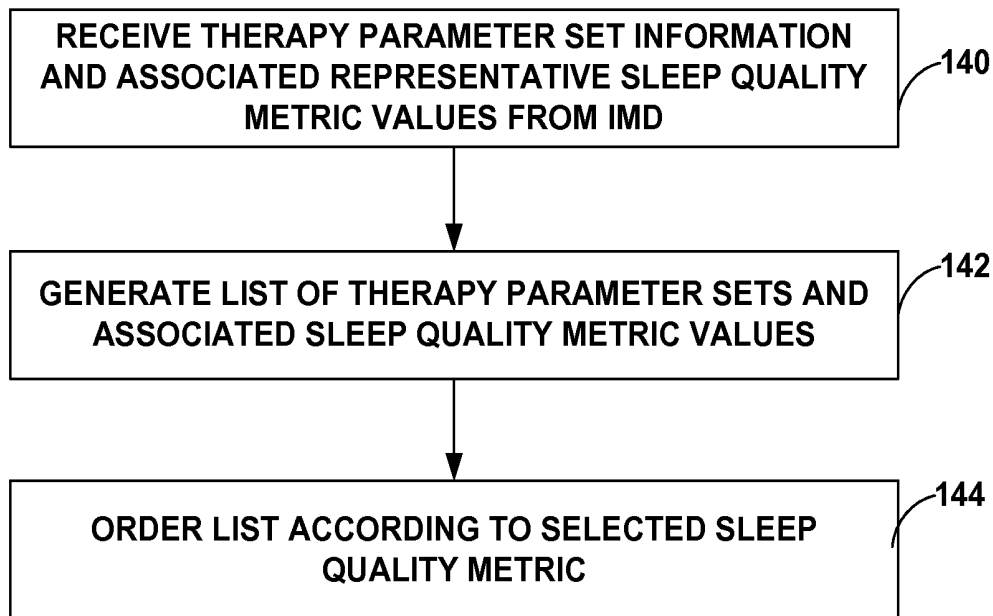 RECEIVE THERAPY PARAMETER SET INFORMATION
AND ASSOCIATED REPRESENTATIVE SLEEP QUALITY
METRIC VALUES FROM IMD
140
GENERATE LIST OF THERAPY PARAMETER SETS AND
ASSOCIATED SLEEP QUALITY METRIC VALUES
142
ORDER LIST ACCORDING TO SELECTED SLEEP
QUALITY METRIC
144